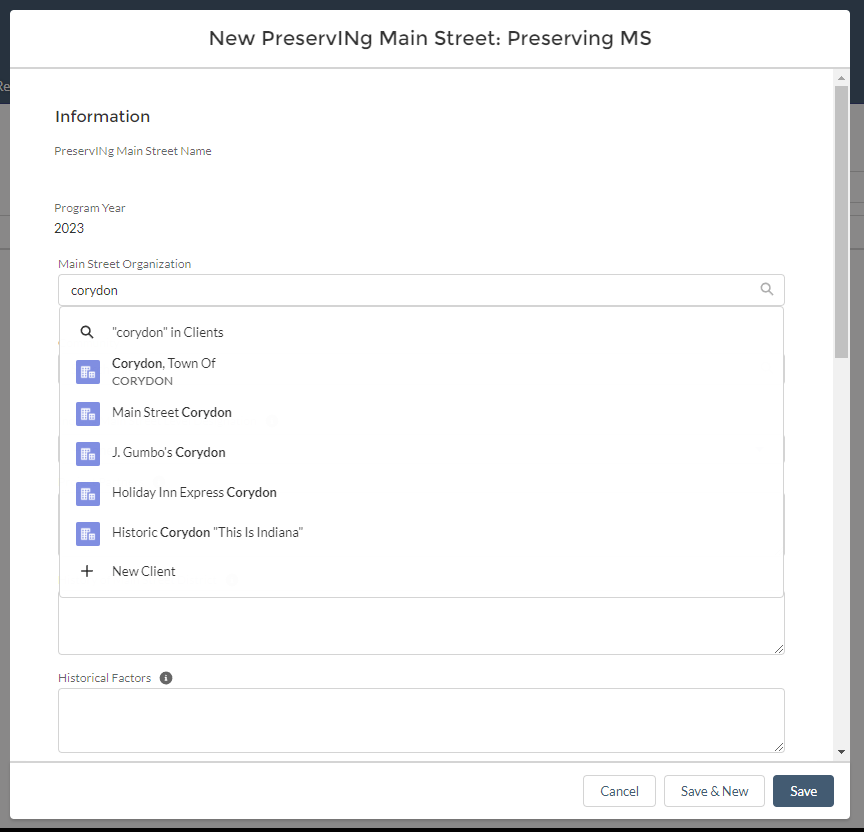 New PreservINg Main Street: Preserving MS
Information
PreservINg Main Street Name
Program Year
2023
Main Street Organization
corydon
"corydon" in Clients
Corydon, Town Of
CORYDON
Main Street Corydon
J. Gumbo's Corydon
Holiday Inn Express Corydon
Historic Corydon "This Is Indiana"
New Client
Historical Factors
Cancel
Save & New
Save